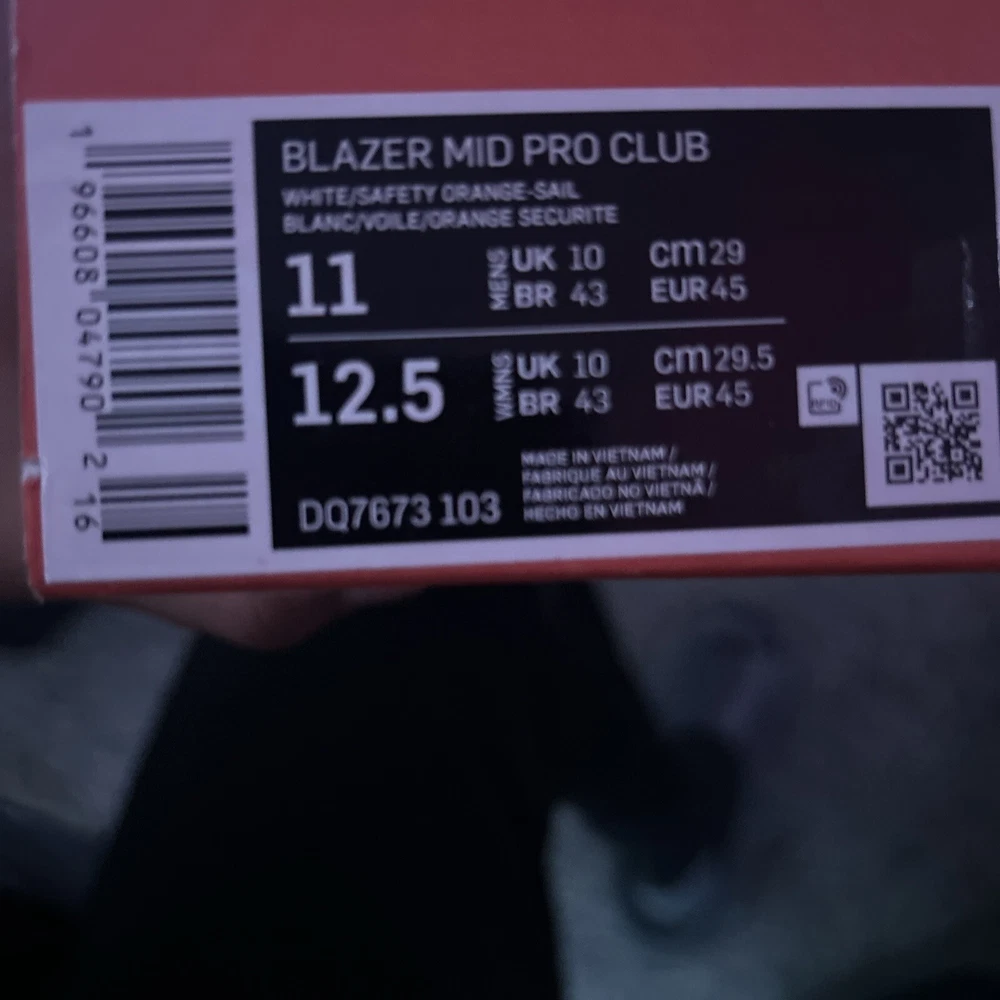 BLAZER MID PRO CLUB
WHITE/SAFETY ORANGE-SAIL
BLANC/VOILE/ORANGE SECURITE
11 MENS UK 10 cm 29
BR 43 EUR 45
12.5 WMNS UK 10 cm 29.5
BR 43 EUR 45
MADE IN VIETNAM /
FABRIQUE AU VIETNAM /
FABRICADO NO VIETNÃ /
HECHO EN VIETNAM
DQ7673 103
RFID
1 96608 04790 2 16